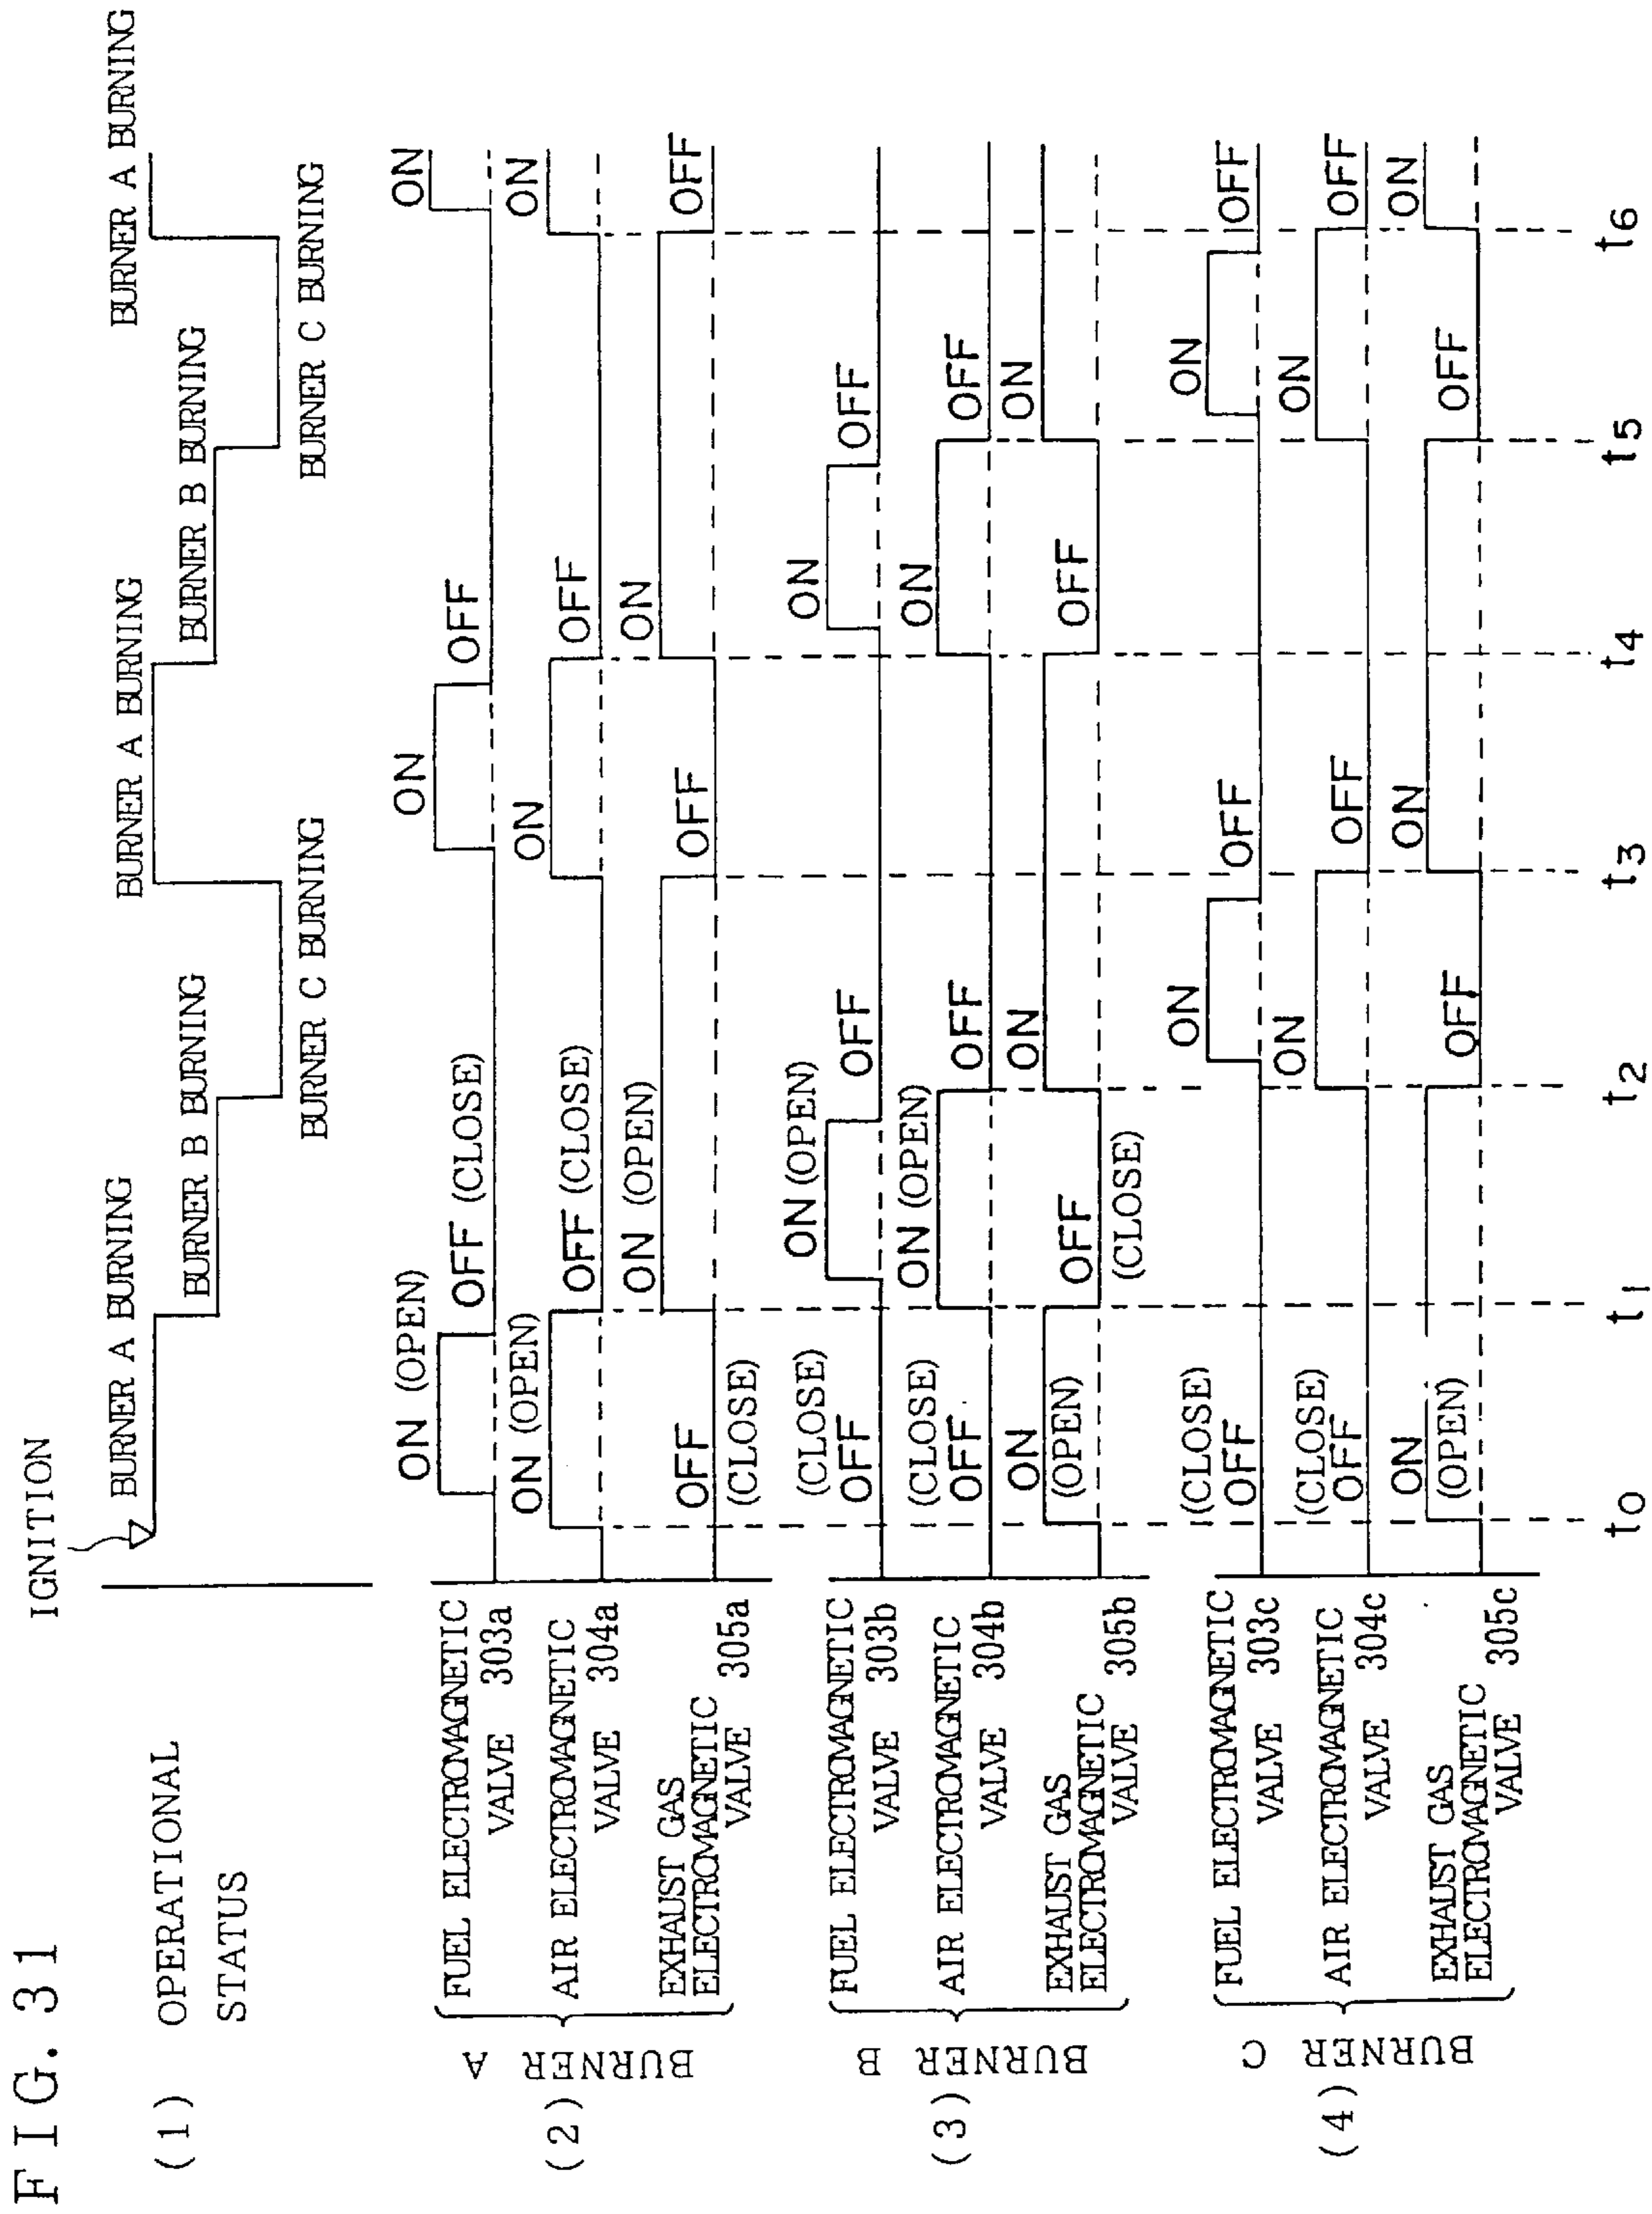 FIG. 31
IGNITION
(1) OPERATIONAL
STATUS
BURNER A BURNING
BURNER B BURNING
BURNER C BURNING
BURNER A BURNING
BURNER B BURNING
BURNER C BURNING
BURNER A BURNING
(2)
BURNER A
FUEL ELECTROMAGNETIC
VALVE 303a
ON (OPEN)
OFF (CLOSE)
ON
OFF
ON
AIR ELECTROMAGNETIC
VALVE 304a
ON (OPEN)
OFF (CLOSE)
ON
OFF
ON
EXHAUST GAS
ELECTROMAGNETIC
VALVE 305a
OFF
(CLOSE)
ON (OPEN)
OFF
ON
OFF
(3)
BURNER B
FUEL ELECTROMAGNETIC
VALVE 303b
(CLOSE)
OFF
ON (OPEN)
OFF
ON
OFF
AIR ELECTROMAGNETIC
VALVE 304b
(CLOSE)
OFF
ON (OPEN)
OFF
ON
OFF
EXHAUST GAS
ELECTROMAGNETIC
VALVE 305b
ON
(OPEN)
OFF
(CLOSE)
ON
OFF
ON
(4)
BURNER C
FUEL ELECTROMAGNETIC
VALVE 303c
(CLOSE)
OFF
ON
OFF
ON
OFF
AIR ELECTROMAGNETIC
VALVE 304c
(CLOSE)
OFF
ON
OFF
ON
OFF
EXHAUST GAS
ELECTROMAGNETIC
VALVE 305c
ON
(OPEN)
OFF
ON
OFF
ON
t0 t1 t2 t3 t4 t5 t6